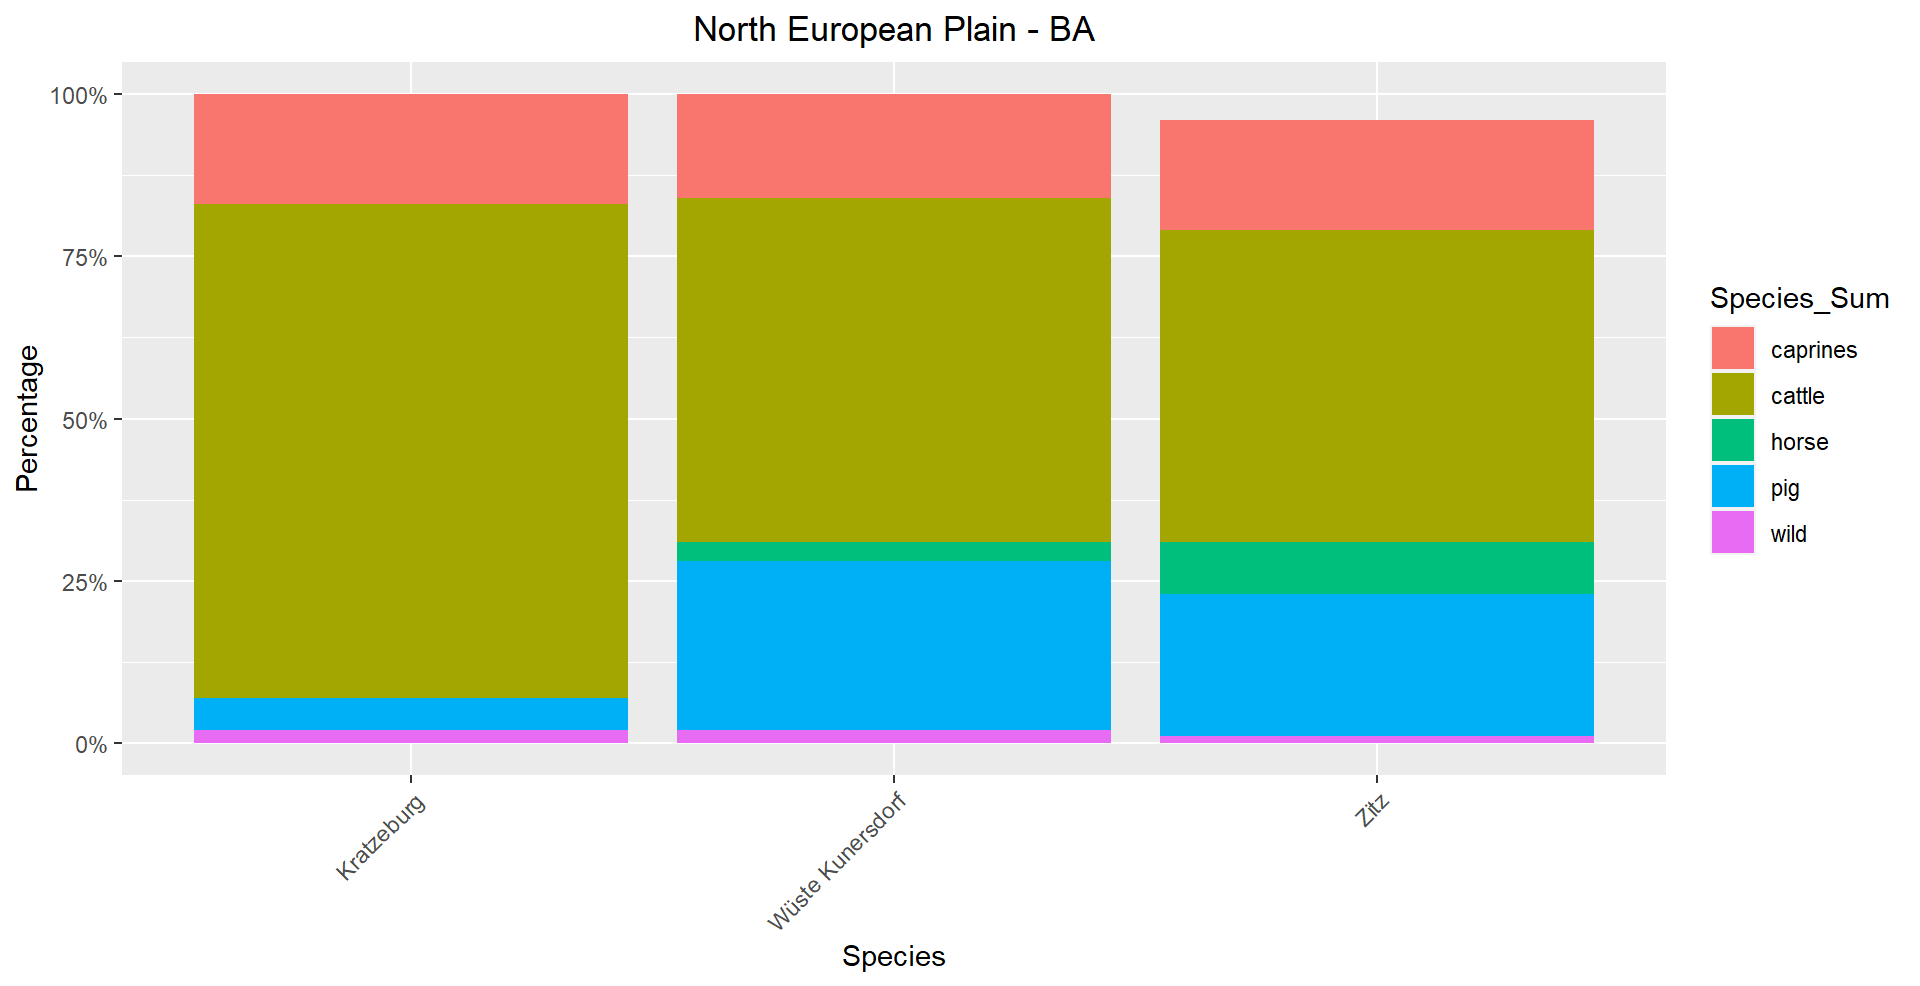 North European Plain - BA
Percentage
100%
75%
50%
25%
0%
Kratzeburg
Wüste Kunersdorf
Zitz
Species
Species_Sum
caprines
cattle
horse
pig
wild